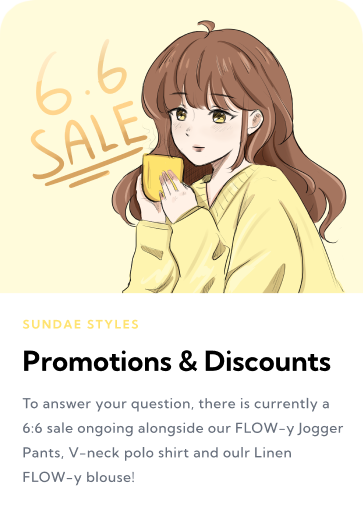 6.6
SALE
SUNDAE STYLES
Promotions & Discounts
To answer your question, there is currently a
6:6 sale ongoing alongside our FLOW-y Jogger
Pants, V-neck polo shirt and oulr Linen
FLOW-y blouse!